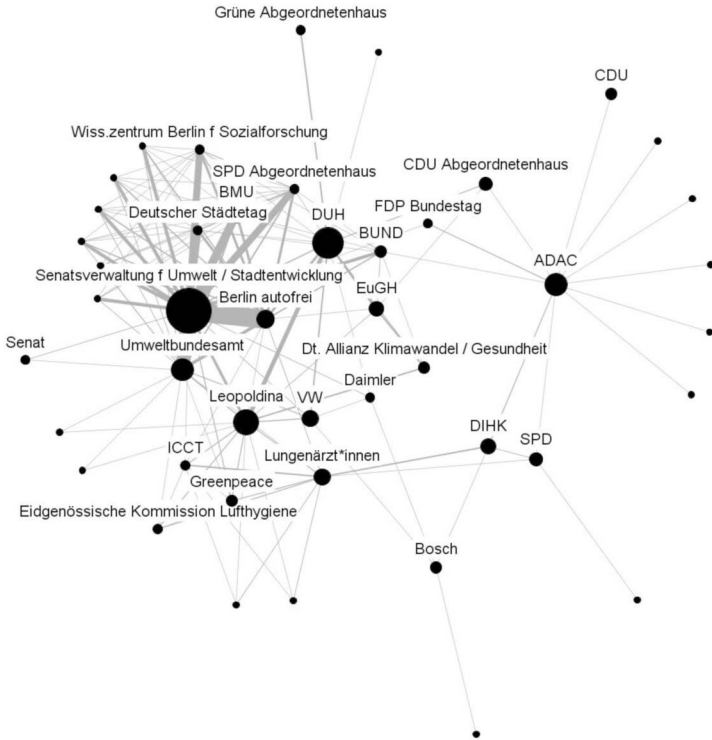 Grüne Abgeordnetenhaus
CDU
Wiss.zentrum Berlin f Sozialforschung
SPD Abgeordnetenhaus
CDU Abgeordnetenhaus
BMU
Deutscher Städtetag
DUH
FDP Bundestag
BUND
ADAC
Senatsverwaltung f Umwelt / Stadtentwicklung
EuGH
Berlin autofrei
Senat
Umweltbundesamt
Dt. Allianz Klimawandel / Gesundheit
Daimler
Leopoldina
VW
DIHK
SPD
ICCT
Lungenärzt*innen
Greenpeace
Eidgenössische Kommission Lufthygiene
Bosch